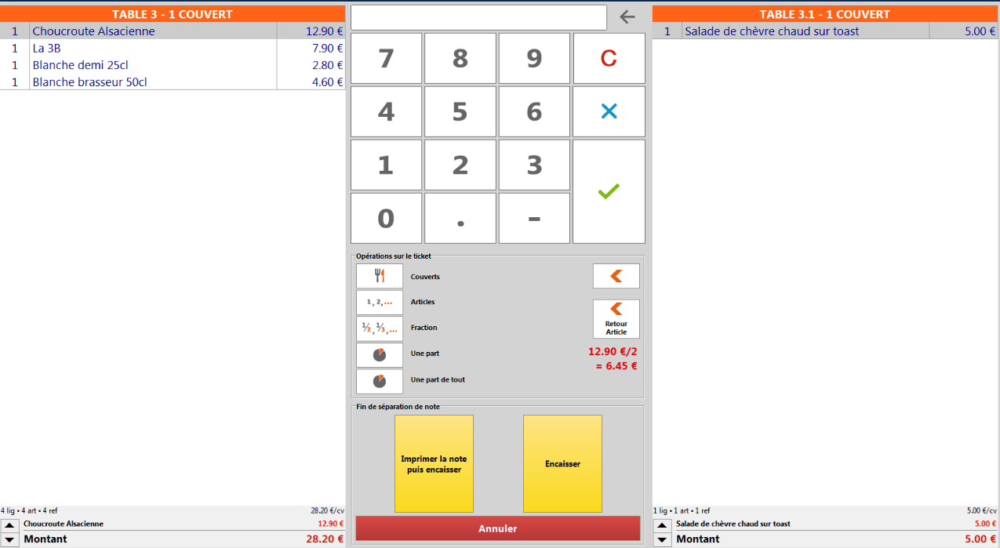 TABLE 3 - 1 COUVERT
1 Choucroute Alsacienne 12.90 €
1 La 3B 7.90 €
1 Blanche demi 25cl 2.80 €
1 Blanche brasseur 50cl 4.60 €
4 lig • 4 art • 4 ref 28.20 €/cv
Choucroute Alsacienne 12.90 €
Montant 28.20 €
7 8 9 C
4 5 6 ✕
1 2 3
0 . -
Opérations sur le ticket
Couverts
1, 2,... Articles
½, ⅓,... Fraction
Une part
Une part de tout
Retour
Article
12.90 €/2
= 6.45 €
Fin de séparation de note
Imprimer la note
puis encaisser
Encaisser
Annuler
TABLE 3.1 - 1 COUVERT
1 Salade de chèvre chaud sur toast 5.00 €
1 lig • 1 art • 1 ref 5.00 €/cv
Salade de chèvre chaud sur toast 5.00 €
Montant 5.00 €